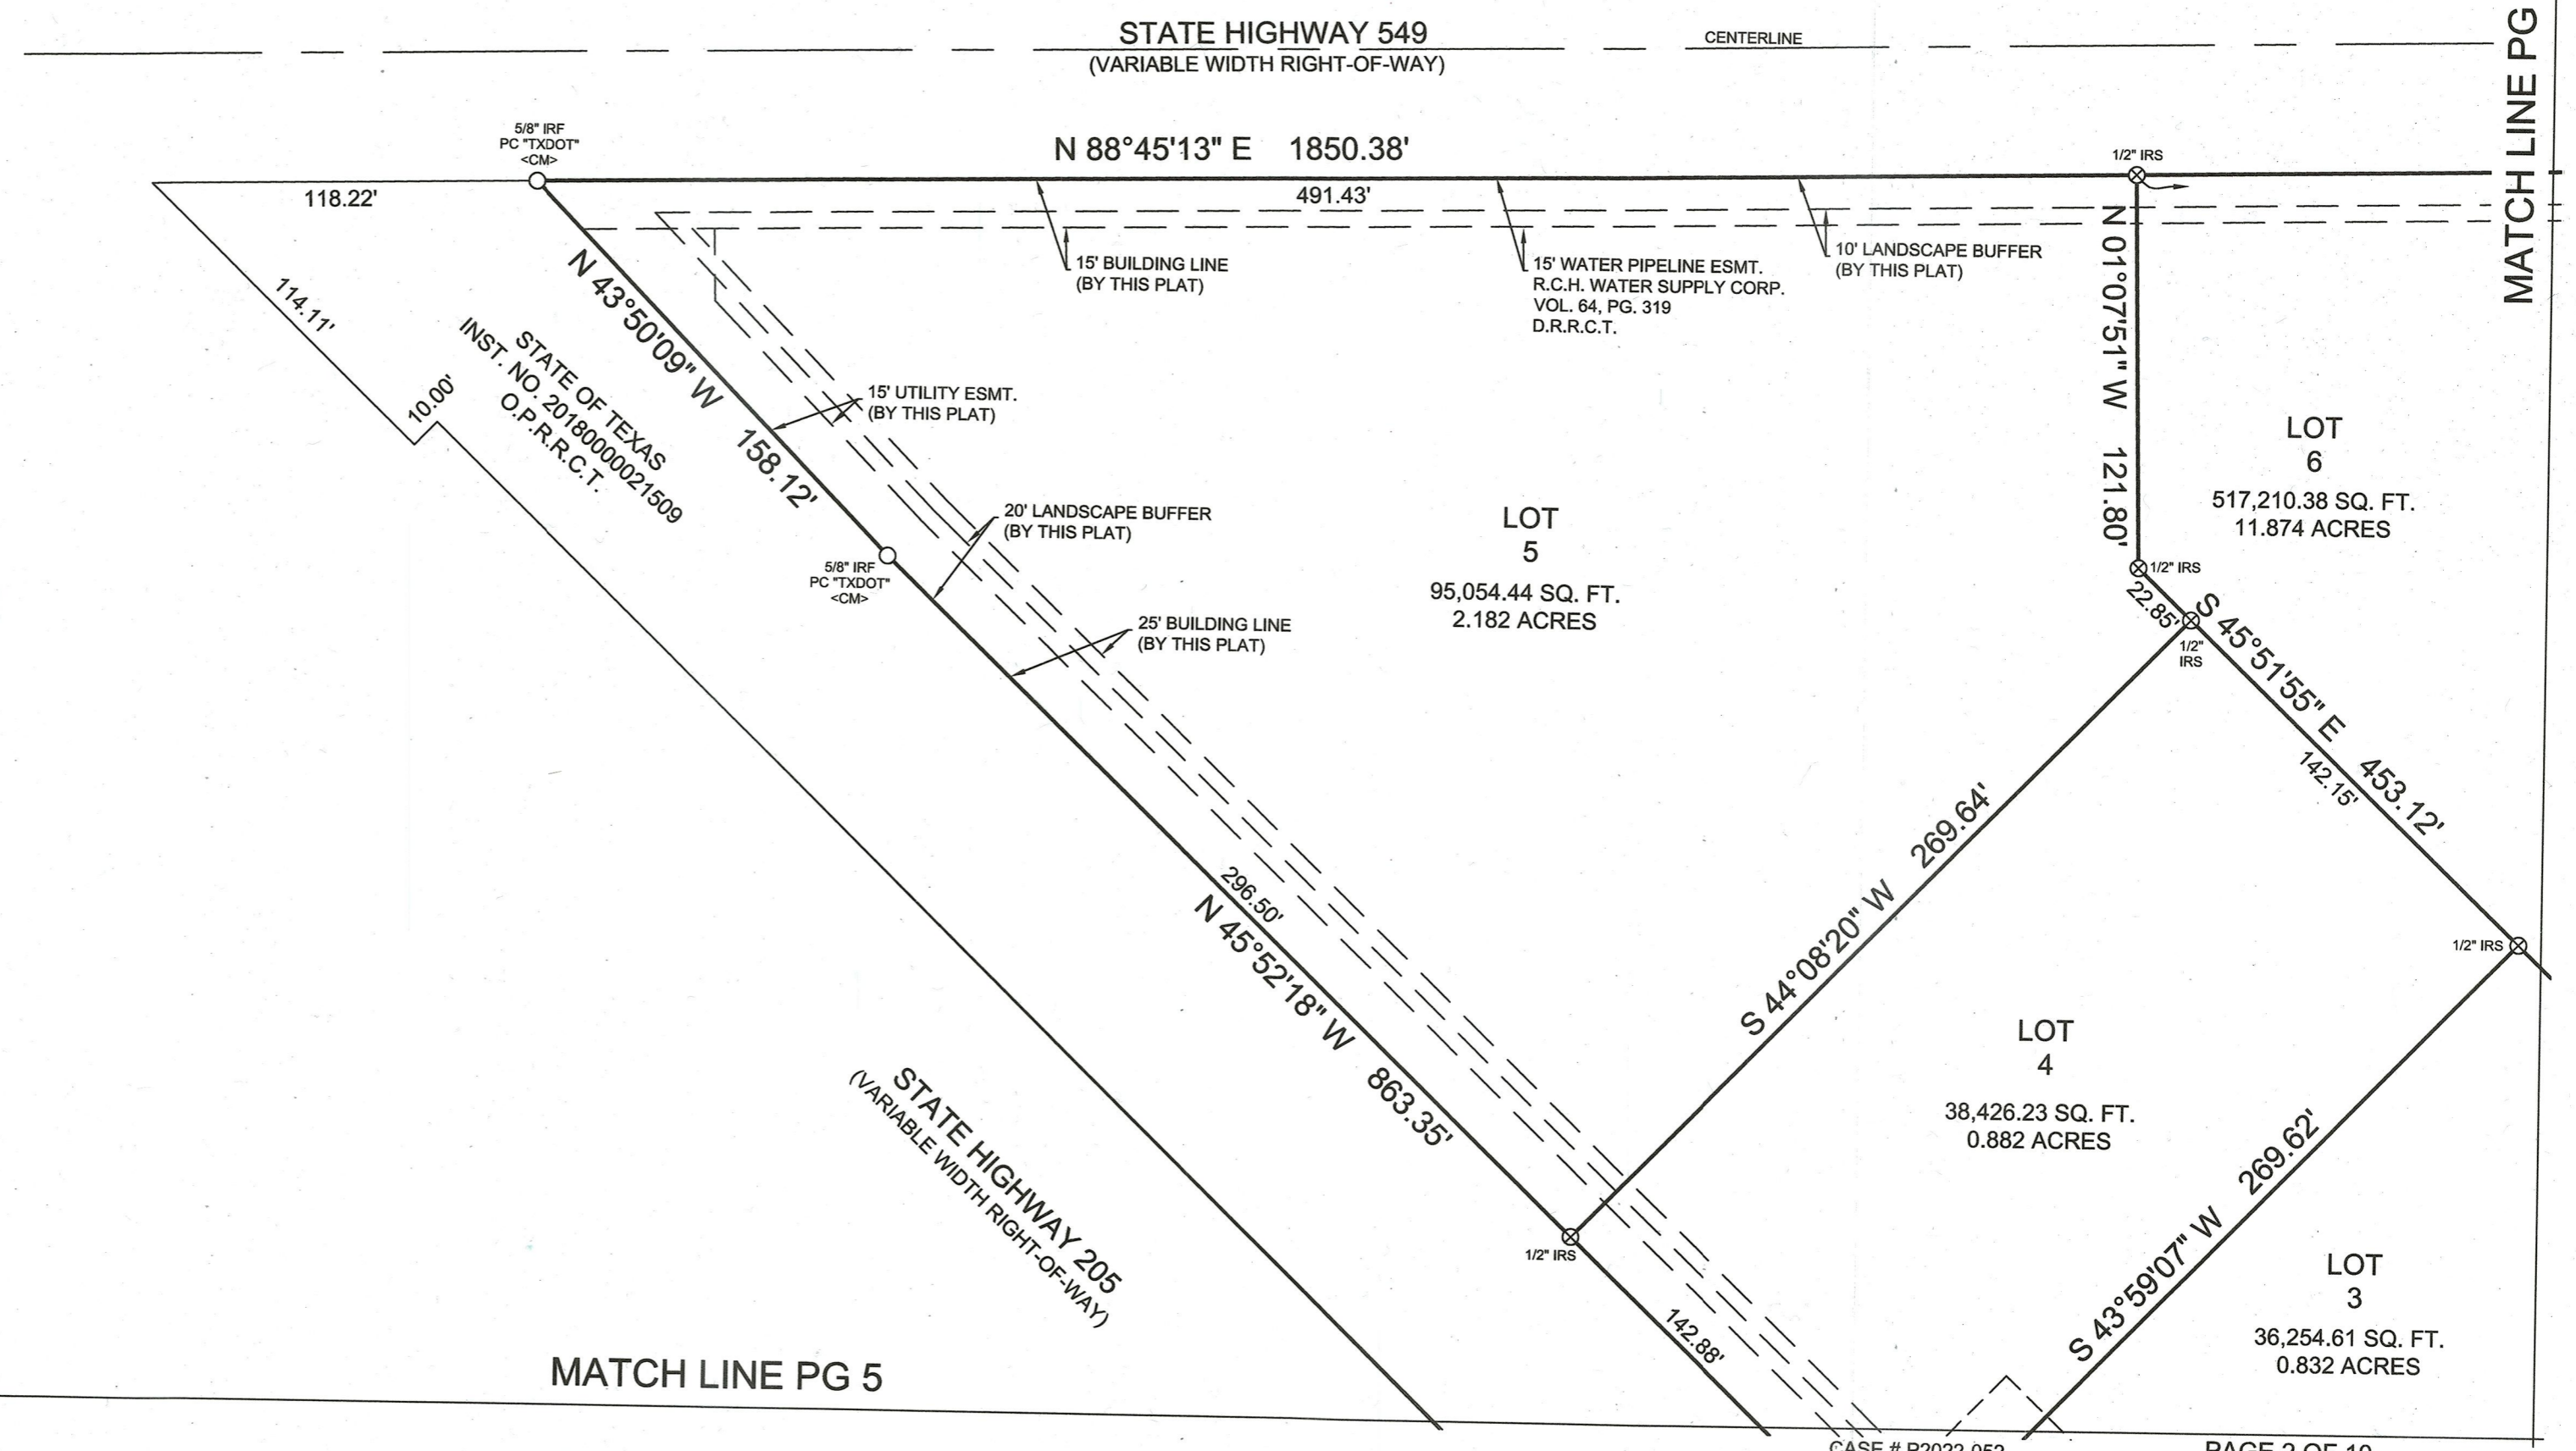 STATE HIGHWAY 549
(VARIABLE WIDTH RIGHT-OF-WAY)
CENTERLINE
MATCH LINE PG
5/8" IRF
PC "TXDOT"
<CM>
N 88°45'13" E 1850.38'
1/2" IRS
118.22'
491.43'
15' BUILDING LINE
(BY THIS PLAT)
15' WATER PIPELINE ESMT.
R.C.H. WATER SUPPLY CORP.
VOL. 64, PG. 319
D.R.R.C.T.
10' LANDSCAPE BUFFER
(BY THIS PLAT)
N 01°07'51" W 121.80'
114.11'
10.00'
STATE OF TEXAS
INST. NO. 20180000021509
O.P.R.R.C.T.
N 43°50'09" W 158.12'
15' UTILITY ESMT.
(BY THIS PLAT)
20' LANDSCAPE BUFFER
(BY THIS PLAT)
5/8" IRF
PC "TXDOT"
<CM>
25' BUILDING LINE
(BY THIS PLAT)
LOT
5
95,054.44 SQ. FT.
2.182 ACRES
LOT
6
517,210.38 SQ. FT.
11.874 ACRES
1/2" IRS
22.85'
1/2"
IRS
S 45°51'55" E 453.12'
142.15'
1/2" IRS
S 44°08'20" W 269.64'
296.50'
N 45°52'18" W 863.35'
LOT
4
38,426.23 SQ. FT.
0.882 ACRES
STATE HIGHWAY 205
(VARIABLE WIDTH RIGHT-OF-WAY)
1/2" IRS
142.88'
S 43°59'07" W 269.62'
LOT
3
36,254.61 SQ. FT.
0.832 ACRES
MATCH LINE PG 5
CASE # P2022-052
PAGE 2 OF 10